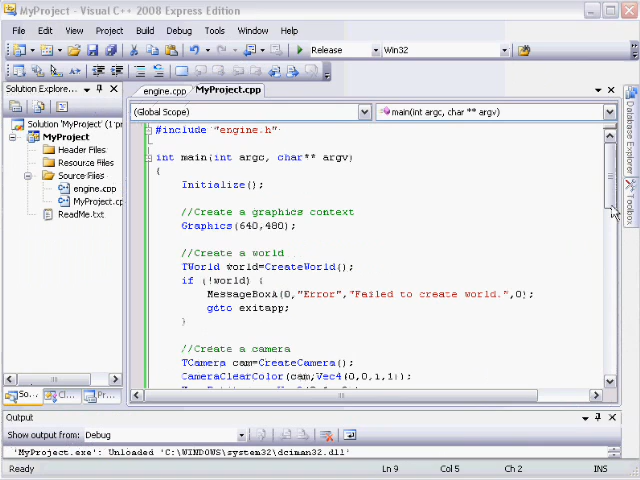 MyProject - Visual C++ 2008 Express Edition
File Edit View Project Build Debug Tools Window Help
Release Win32
Solution Explore...
engine.cpp MyProject.cpp
(Global Scope) main(int argc, char ** argv)
Solution 'MyProject' (1 p
MyProject
Header Files
Resource Files
Source Files
engine.cpp
MyProject.cp
ReadMe.txt
#include "engine.h"
int main(int argc, char** argv)
{
Initialize();
//Create a graphics context
Graphics(640,480);
//Create a world
TWorld world=CreateWorld();
if (!world) {
MessageBoxA(0,"Error","Failed to create world.",0);
goto exitapp;
}
//Create a camera
TCamera cam=CreateCamera();
CameraClearColor(cam,Vec4(0,0,1,1));
Database Explorer
Toolbox
So... Cl... Pr...
Output
Show output from: Debug
'MyProject.exe': Unloaded 'C:\WINDOWS\system32\dciman32.dll'
Ready Ln 9 Col 5 Ch 2 INS